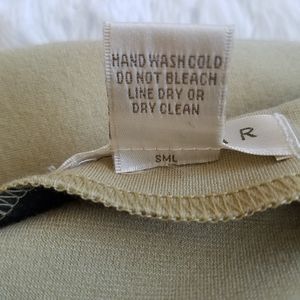 HAND WASH COLD
DO NOT BLEACH
LINE DRY OR
DRY CLEAN
SML
R